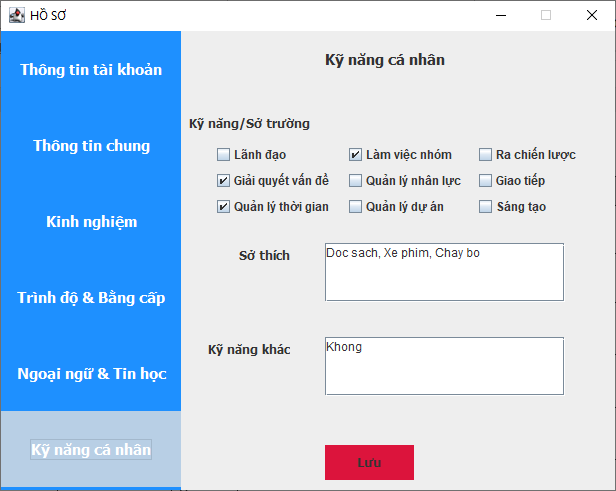 HỒ SƠ
Thông tin tài khoản
Thông tin chung
Kinh nghiệm
Trình độ & Bằng cấp
Ngoại ngữ & Tin học
Kỹ năng cá nhân
Kỹ năng cá nhân
Kỹ năng/Sở trường
Lãnh đạo Làm việc nhóm Ra chiến lược
Giải quyết vấn đề Quản lý nhân lực Giao tiếp
Quản lý thời gian Quản lý dự án Sáng tạo
Sở thích
Doc sach, Xe phim, Chay bo
Kỹ năng khác
Khong
Lưu